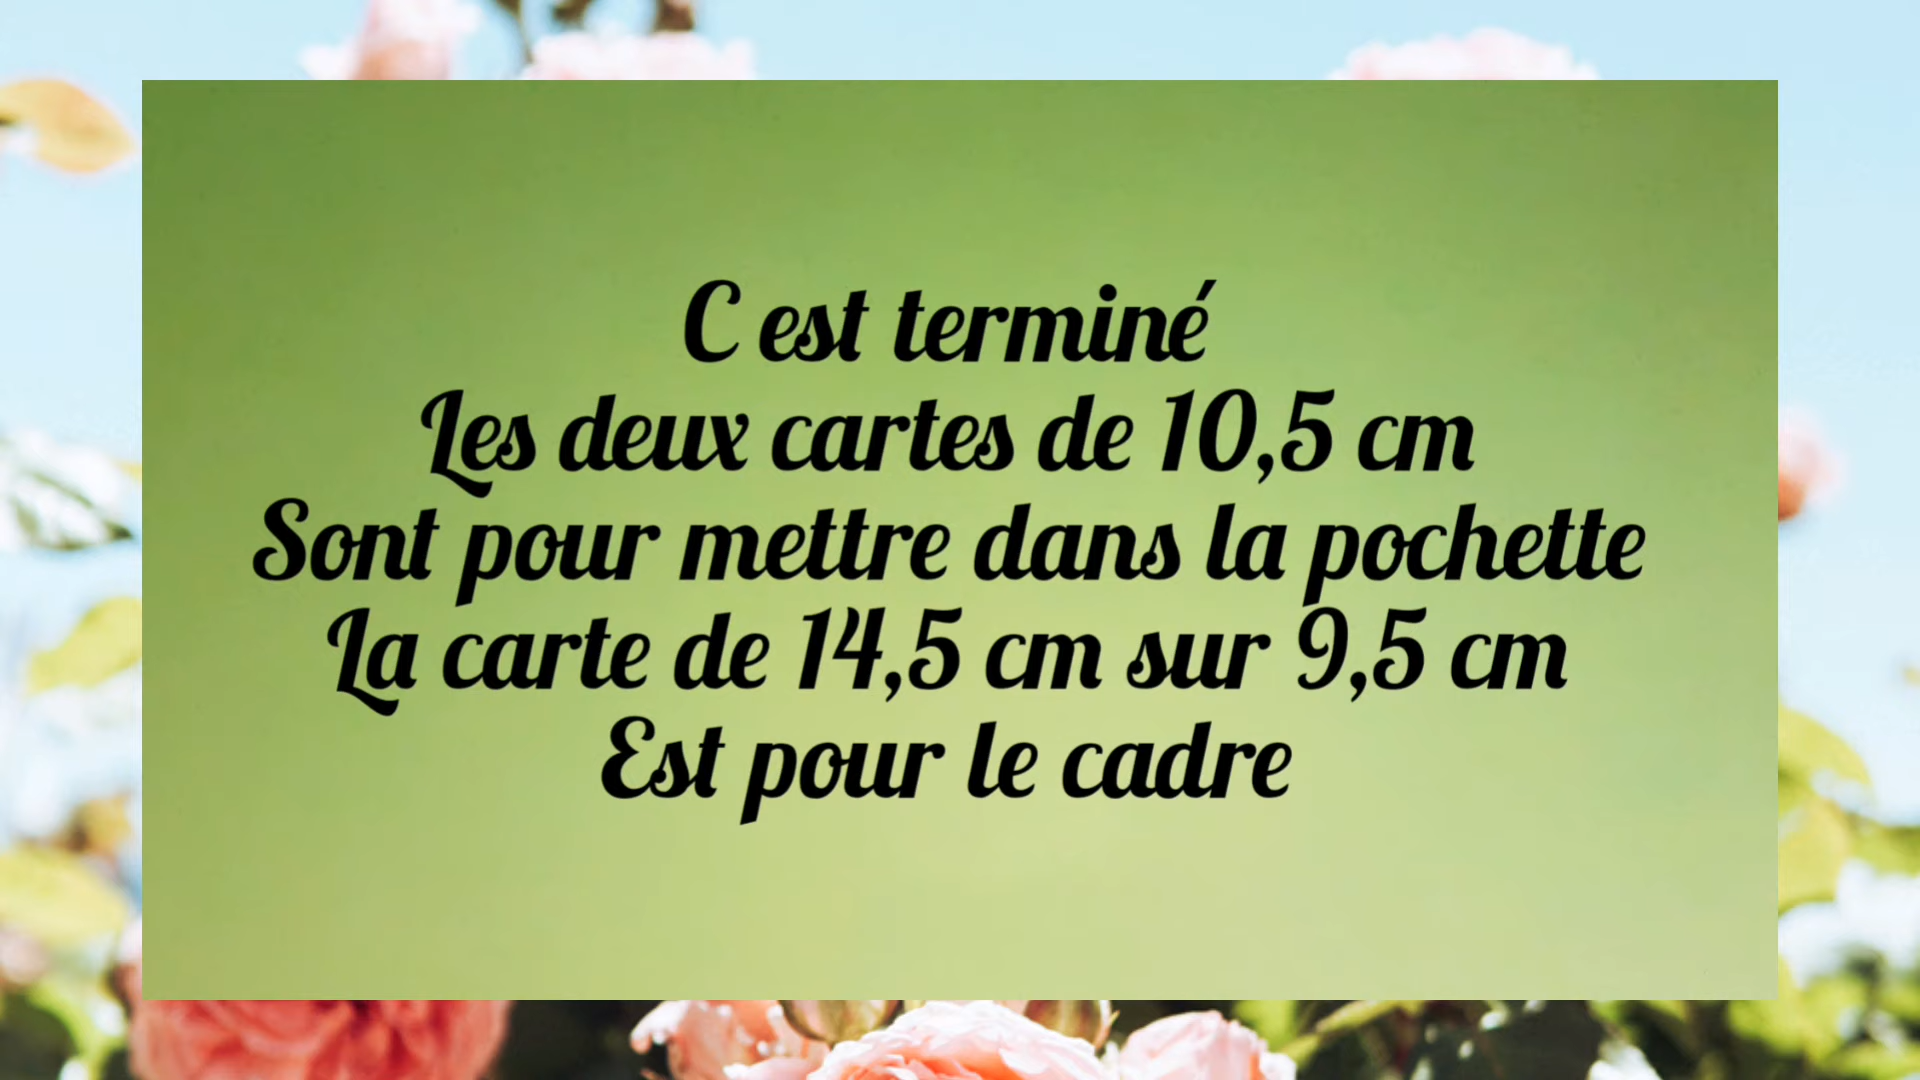 C est terminé
Les deux cartes de 10,5 cm
Sont pour mettre dans la pochette
La carte de 14,5 cm sur 9,5 cm
Est pour le cadre